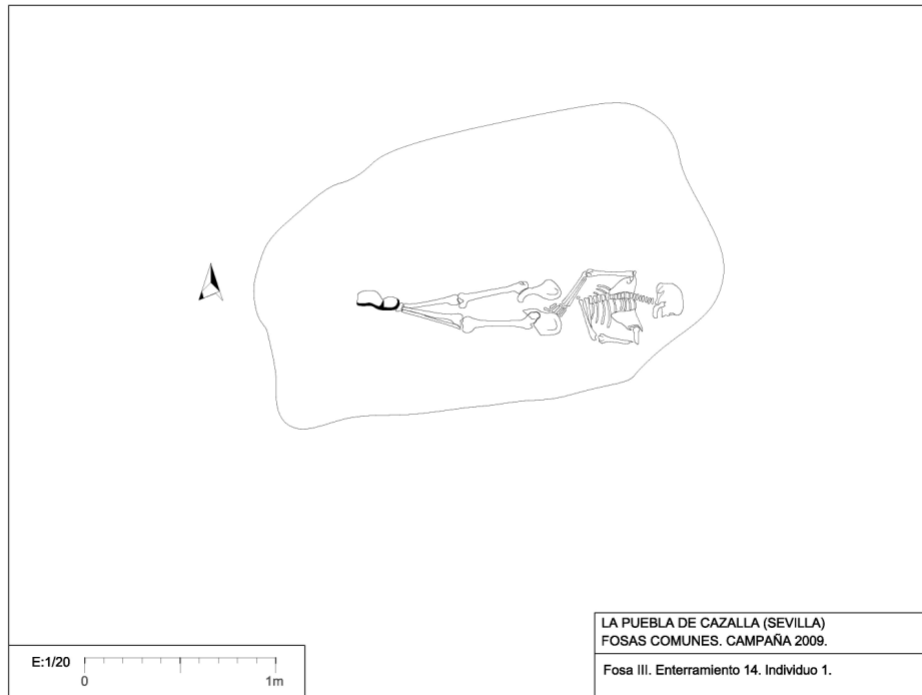 LA PUEBLA DE CAZALLA (SEVILLA)
FOSAS COMUNES. CAMPAÑA 2009.
Fosa III. Enterramiento 14. Individuo 1.
E:1/20
0 1m